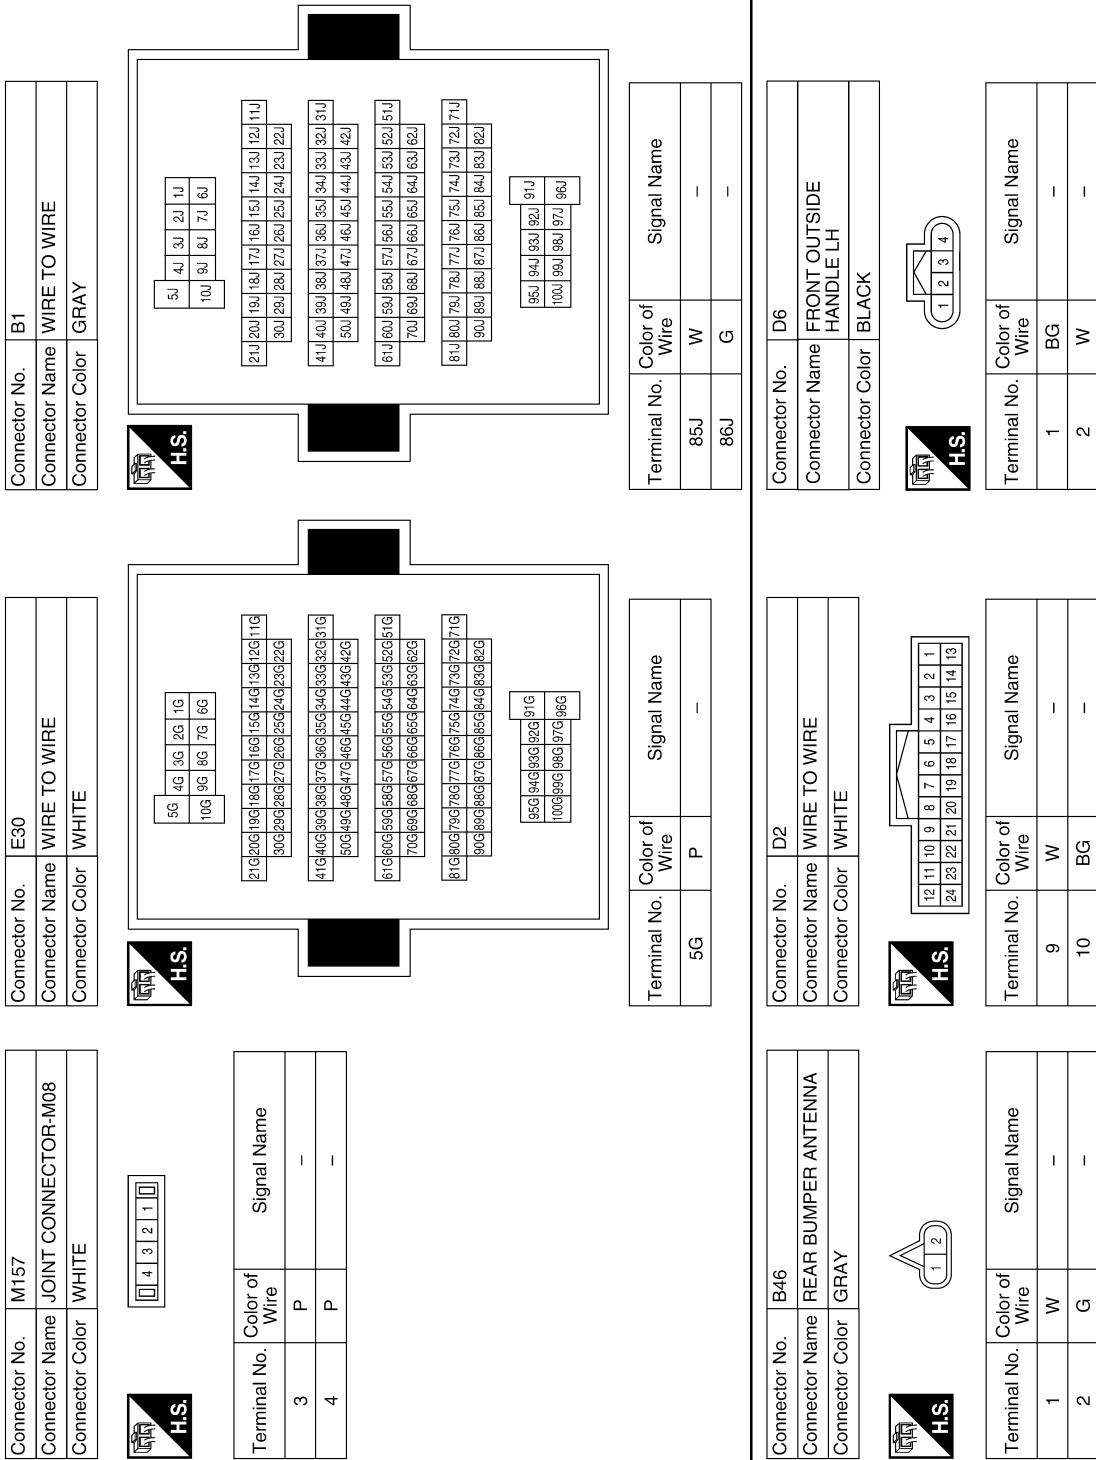 Connector No. M157
Connector Name JOINT CONNECTOR-M08
Connector Color WHITE
H.S.
4 3 2 1
Terminal No. Color of Wire Signal Name
3 P –
4 P –
Connector No. E30
Connector Name WIRE TO WIRE
Connector Color WHITE
H.S.
5G 4G 3G 2G 1G
10G 9G 8G 7G 6G
21G 20G 19G 18G 17G 16G 15G 14G 13G 12G 11G
30G 29G 28G 27G 26G 25G 24G 23G 22G
41G 40G 39G 38G 37G 36G 35G 34G 33G 32G 31G
50G 49G 48G 47G 46G 45G 44G 43G 42G
61G 60G 59G 58G 57G 56G 55G 54G 53G 52G 51G
70G 69G 68G 67G 66G 65G 64G 63G 62G
81G 80G 79G 78G 77G 76G 75G 74G 73G 72G 71G
90G 89G 88G 87G 86G 85G 84G 83G 82G
95G 94G 93G 92G 91G
100G 99G 98G 97G 96G
Terminal No. Color of Wire Signal Name
5G P –
Connector No. B1
Connector Name WIRE TO WIRE
Connector Color GRAY
H.S.
5J 4J 3J 2J 1J
10J 9J 8J 7J 6J
21J 20J 19J 18J 17J 16J 15J 14J 13J 12J 11J
30J 29J 28J 27J 26J 25J 24J 23J 22J
41J 40J 39J 38J 37J 36J 35J 34J 33J 32J 31J
50J 49J 48J 47J 46J 45J 44J 43J 42J
61J 60J 59J 58J 57J 56J 55J 54J 53J 52J 51J
70J 69J 68J 67J 66J 65J 64J 63J 62J
81J 80J 79J 78J 77J 76J 75J 74J 73J 72J 71J
90J 89J 88J 87J 86J 85J 84J 83J 82J
95J 94J 93J 92J 91J
100J 99J 98J 97J 96J
Terminal No. Color of Wire Signal Name
85J W –
86J G –
Connector No. B46
Connector Name REAR BUMPER ANTENNA
Connector Color GRAY
H.S.
1 2
Terminal No. Color of Wire Signal Name
1 W –
2 G –
Connector No. D2
Connector Name WIRE TO WIRE
Connector Color WHITE
H.S.
12 11 10 9 8 7 6 5 4 3 2 1
24 23 22 21 20 19 18 17 16 15 14 13
Terminal No. Color of Wire Signal Name
9 W –
10 BG –
Connector No. D6
Connector Name FRONT OUTSIDE
HANDLE LH
Connector Color BLACK
H.S.
1 2 3 4
Terminal No. Color of Wire Signal Name
1 BG –
2 W –